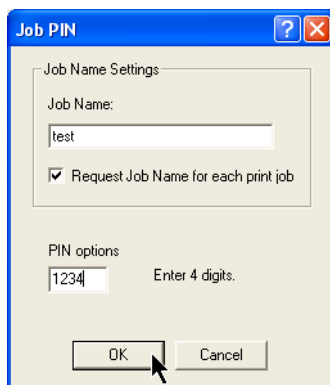 Job PIN
Job Name Settings
Job Name:
test
Request Job Name for each print job
PIN options
1234 Enter 4 digits.
OK Cancel